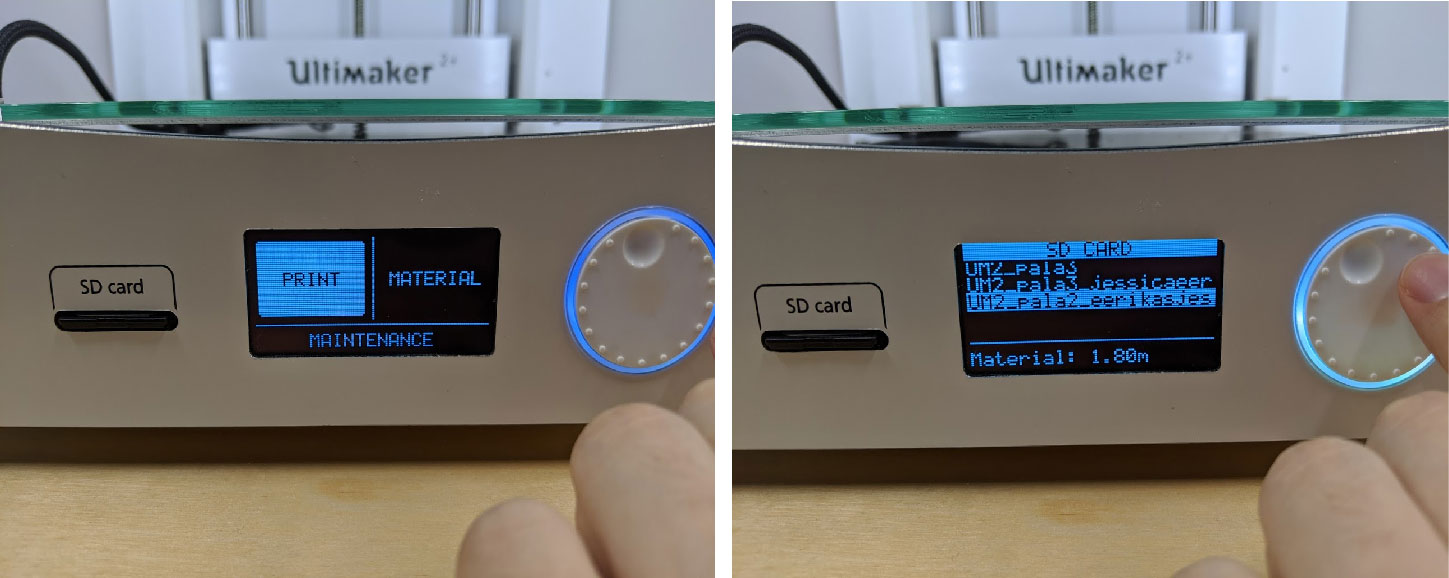 Ultimaker 2+
SD card
PRINT
MATERIAL
MAINTENANCE
Ultimaker 2+
SD card
SD CARD
UM2_pala3
UM2_pala3_jessicaeer
UM2_pala2_eerikasjes
Material: 1.80m